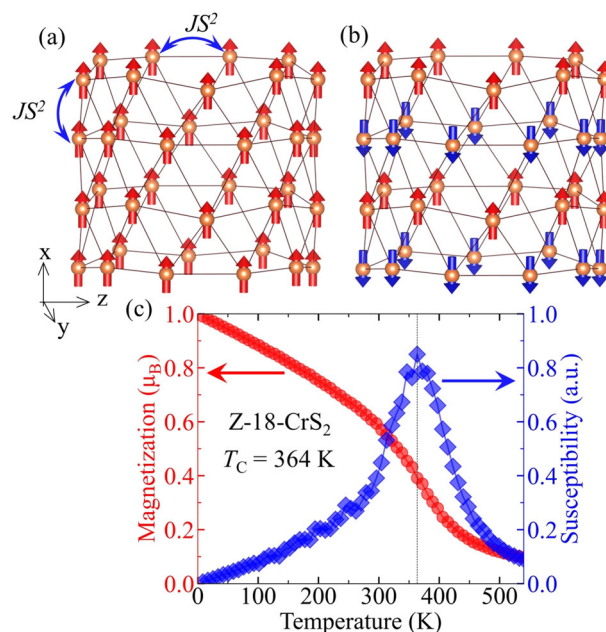 (a)
JS²
(b)
JS²
x
z
y
(c)
1.0
0.8
0.6
0.4
0.2
0.0
Magnetization (μB)
Z-18-CrS₂
TC = 364 K
1.0
0.8
0.6
0.4
0.2
0.0
Susceptibility (a.u.)
0 100 200 300 400 500
Temperature (K)